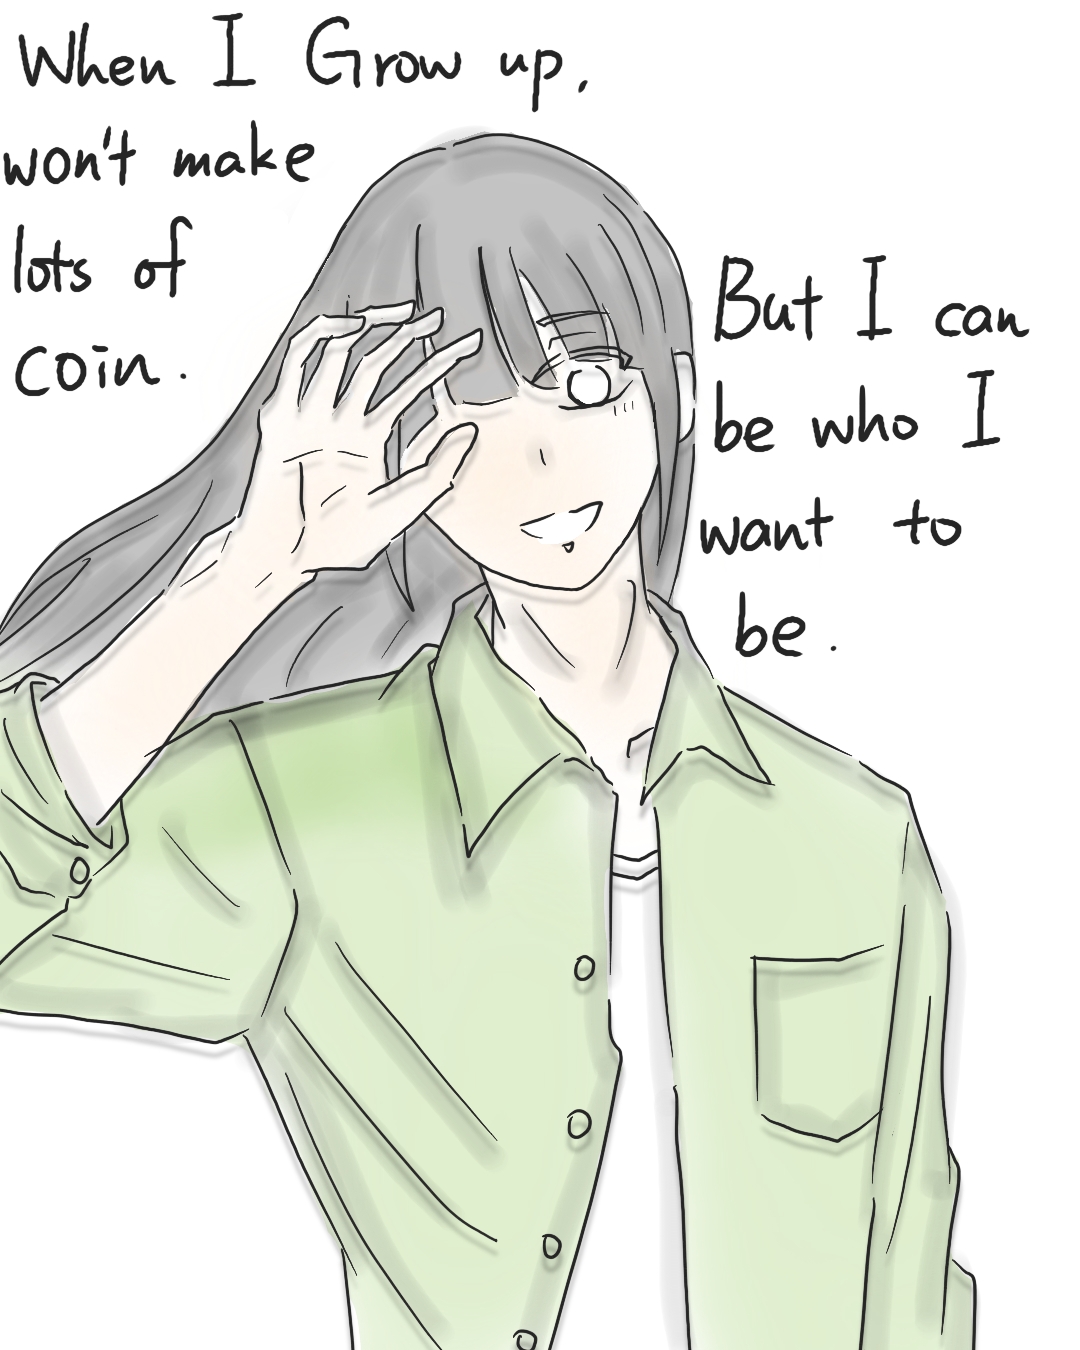 When I Grow up,
won't make
lots of
coin.
But I can
be who I
want to
be.